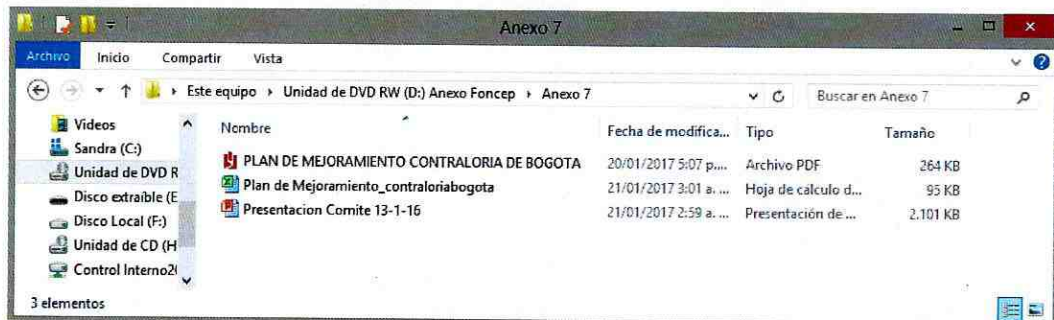 Anexo 7
Archivo Inicio Compartir Vista
Este equipo Unidad de DVD RW (D:) Anexo Foncep Anexo 7 Buscar en Anexo 7
Videos
Sandra (C:)
Unidad de DVD R
Disco extraíble (E
Disco Local (F:)
Unidad de CD (H
Control Interno2(
Nombre Fecha de modifica... Tipo Tamaño
PLAN DE MEJORAMIENTO CONTRALORIA DE BOGOTA 20/01/2017 5:07 p.... Archivo PDF 264 KB
Plan de Mejoramiento_contraloriabogota 21/01/2017 3:01 a. ... Hoja de cálculo d... 95 KB
Presentacion Comite 13-1-16 21/01/2017 2:59 a. ... Presentación de ... 2.101 KB
3 elementos